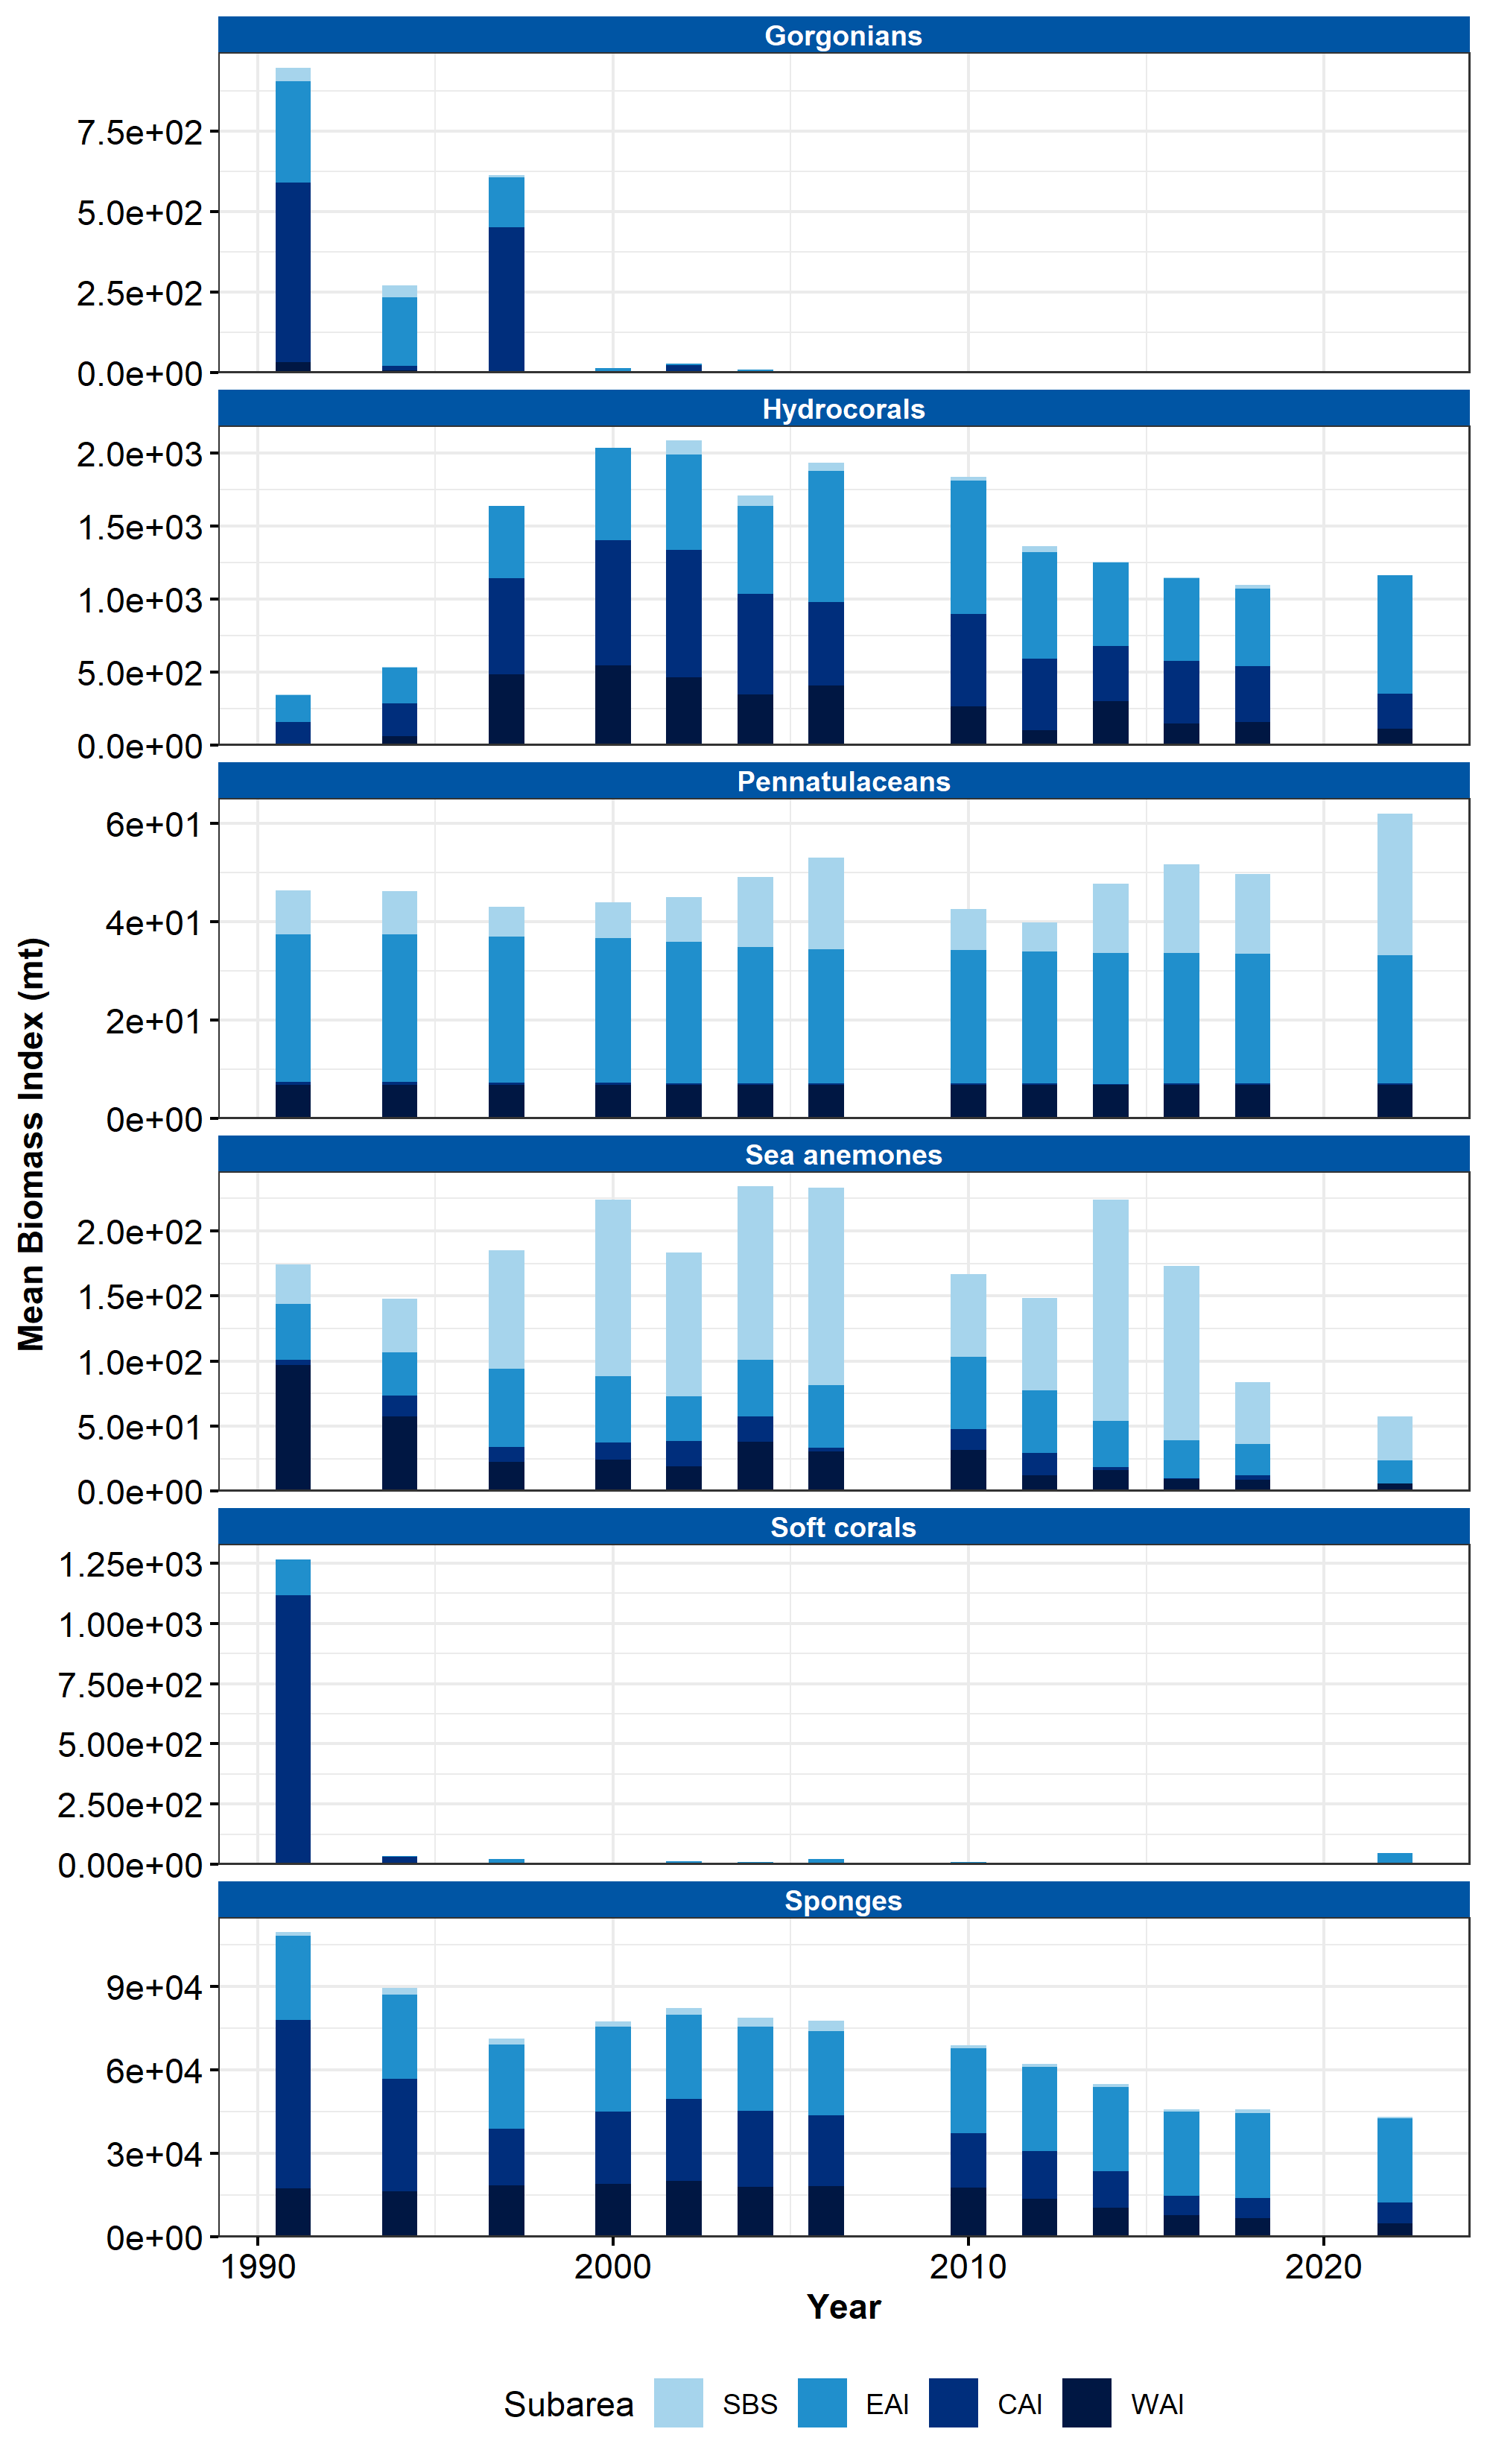 Gorgonians
7.5e+02
5.0e+02
2.5e+02
0.0e+00
Hydrocorals
2.0e+03
1.5e+03
1.0e+03
5.0e+02
0.0e+00
Pennatulaceans
6e+01
4e+01
2e+01
0e+00
Mean Biomass Index (mt)
Sea anemones
2.0e+02
1.5e+02
1.0e+02
5.0e+01
0.0e+00
Soft corals
1.25e+03
1.00e+03
7.50e+02
5.00e+02
2.50e+02
0.00e+00
Sponges
9e+04
6e+04
3e+04
0e+00
1990 2000 2010 2020
Year
Subarea SBS EAI CAI WAI